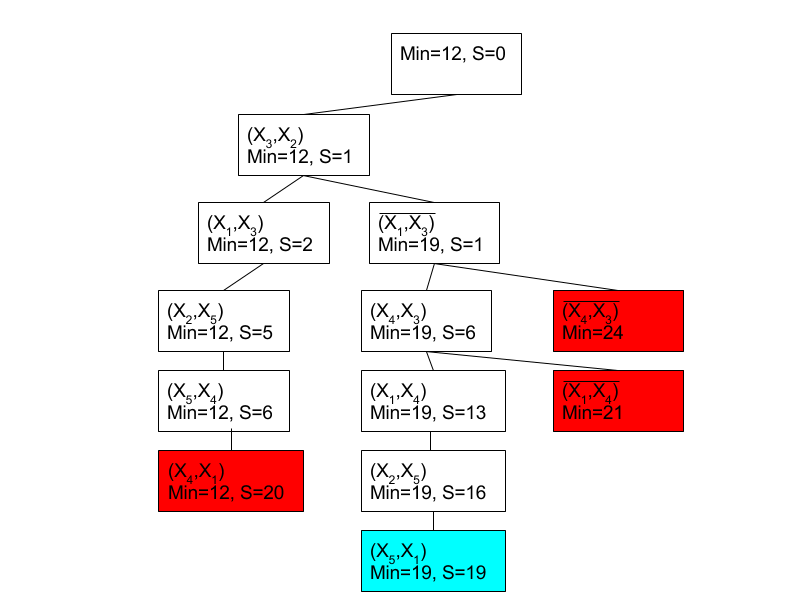 Min=12, S=0
(X₃,X₂)
Min=12, S=1
(X₁,X₃)
Min=12, S=2
(X₁,X₃)
Min=19, S=1
(X₂,X₅)
Min=12, S=5
(X₄,X₃)
Min=19, S=6
(X₄,X₃)
Min=24
(X₅,X₄)
Min=12, S=6
(X₁,X₄)
Min=19, S=13
(X₁,X₄)
Min=21
(X₄,X₁)
Min=12, S=20
(X₂,X₅)
Min=19, S=16
(X₅,X₁)
Min=19, S=19